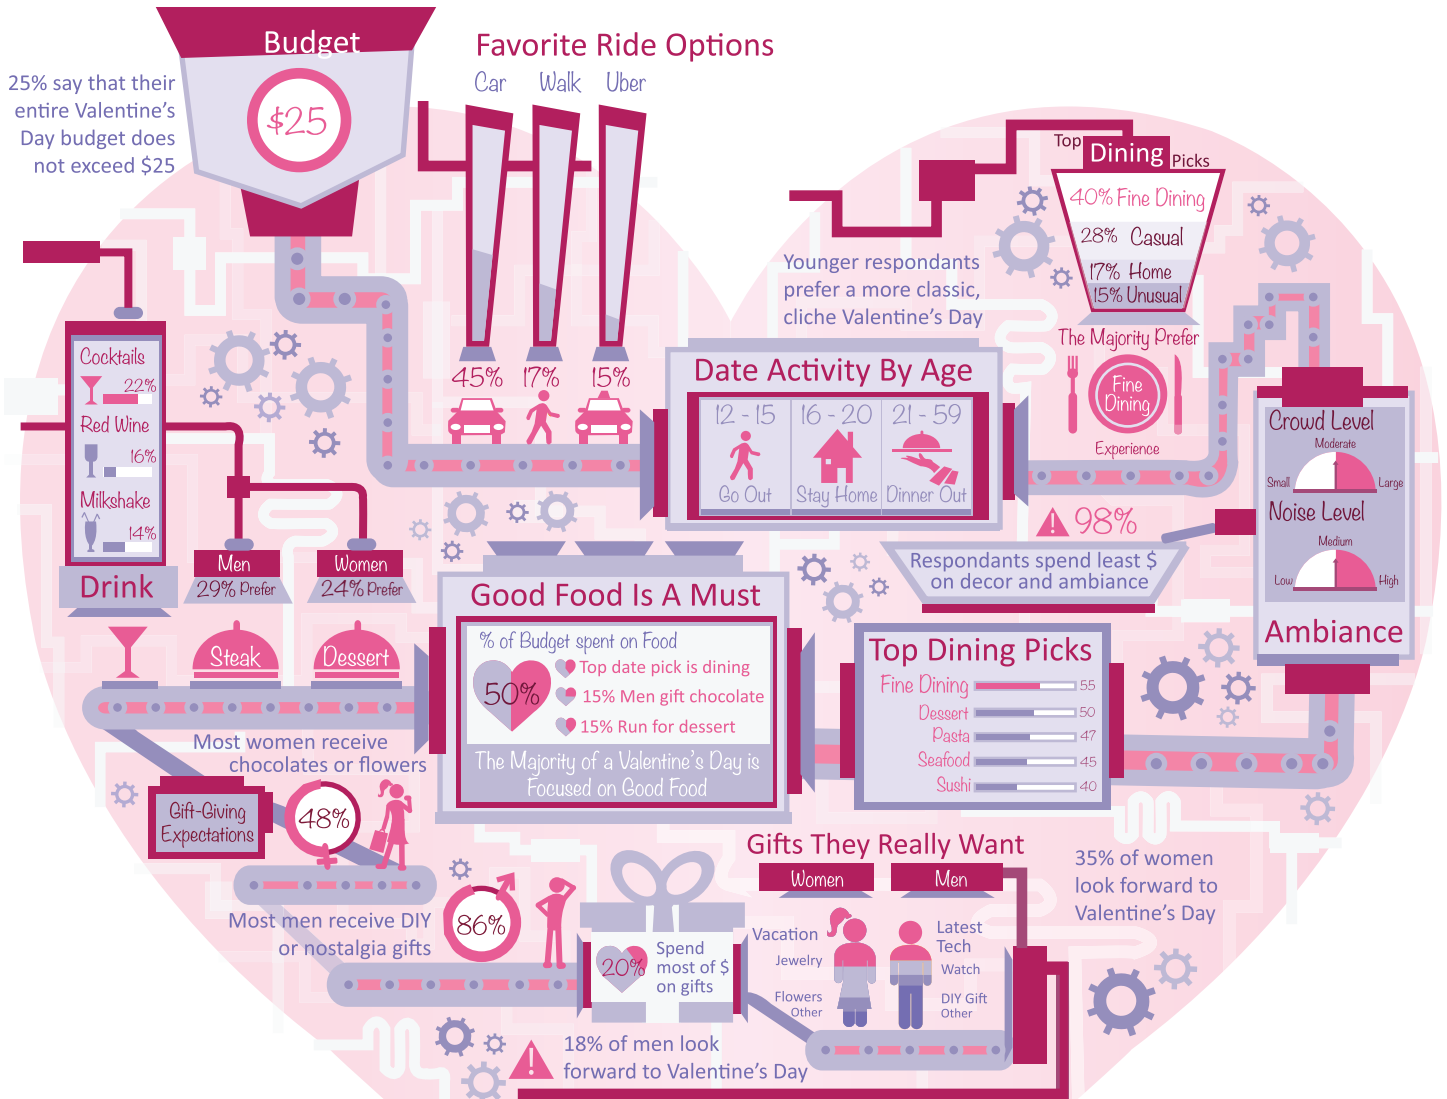 Budget
$25
25% say that their
entire Valentine's
Day budget does
not exceed $25
Favorite Ride Options
Car
Walk
Uber
45%
17%
15%
Top
Dining
Picks
40% Fine Dining
28% Casual
17% Home
15% Unusual
The Majority Prefer
Fine
Dining
Experience
Younger respondants
prefer a more classic,
cliche Valentine's Day
Date Activity By Age
12 - 15
16 - 20
21 - 59
Go Out
Stay Home
Dinner Out
Cocktails
22%
Red Wine
16%
Milkshake
14%
Drink
Men
29% Prefer
Women
24% Prefer
Steak
Dessert
Crowd Level
Moderate
Small
Large
Noise Level
Medium
Low
High
Ambiance
98%
Respondants spend least $
on decor and ambiance
Good Food Is A Must
% of Budget spent on Food
50%
Top date pick is dining
15% Men gift chocolate
15% Run for dessert
The Majority of a Valentine's Day is
Focused on Good Food
Top Dining Picks
Fine Dining 55
Dessert 50
Pasta 47
Seafood 45
Sushi 40
Most women receive
chocolates or flowers
Gift-Giving
Expectations
48%
Most men receive DIY
or nostalgia gifts
86%
20%
Spend
most of $
on gifts
Gifts They Really Want
Women
Men
Vacation
Jewelry
Flowers
Other
Latest
Tech
Watch
DIY Gift
Other
35% of women
look forward to
Valentine's Day
18% of men look
forward to Valentine's Day